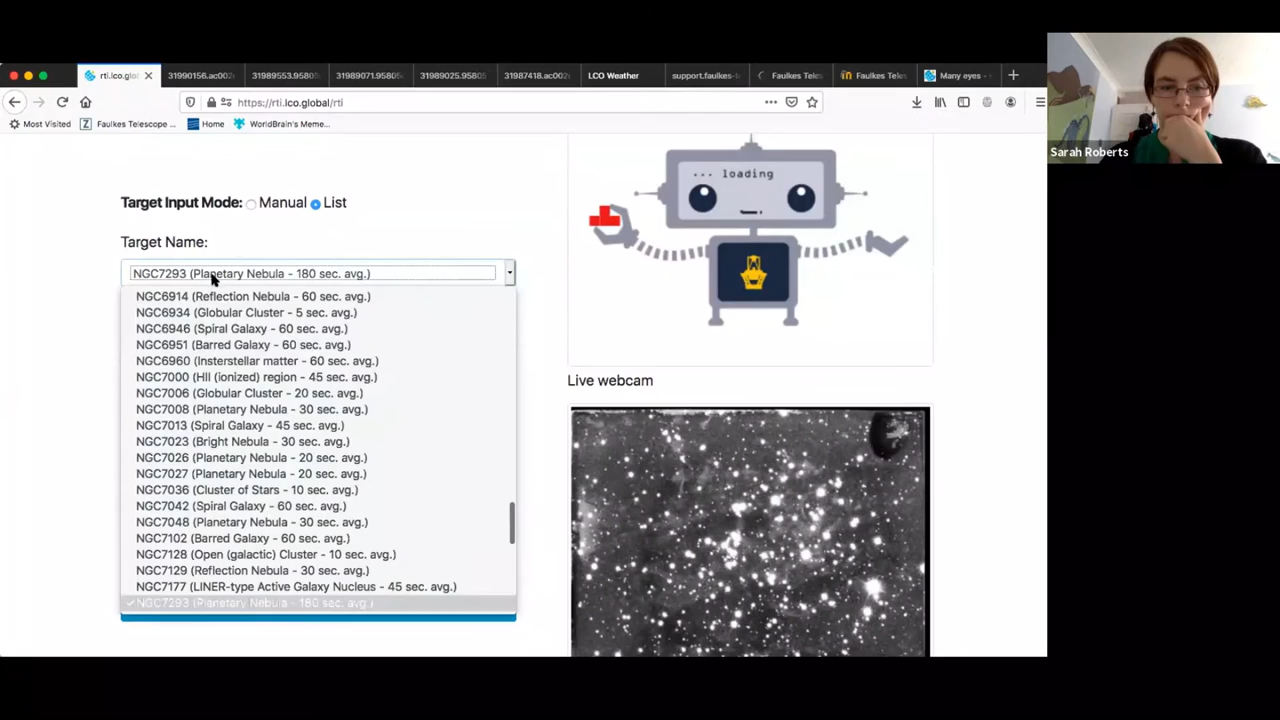 rti.lco.glob
31990156.ac002
31989553.95805
31989071.95805
31989025.95805
31987418.ac002
LCO Weather
support.faulkes-t
Faulkes Teles
Faulkes Teles
Many eyes -
https://rti.lco.global/rti
Most Visited
Faulkes Telescope ...
Home
WorldBrain's Meme...
Sarah Roberts
... loading
Target Input Mode: Manual List
Target Name:
NGC7293 (Planetary Nebula - 180 sec. avg.)
NGC6914 (Reflection Nebula - 60 sec. avg.)
NGC6934 (Globular Cluster - 5 sec. avg.)
NGC6946 (Spiral Galaxy - 60 sec. avg.)
NGC6951 (Barred Galaxy - 60 sec. avg.)
NGC6960 (Insterstellar matter - 60 sec. avg.)
NGC7000 (HII (ionized) region - 45 sec. avg.)
NGC7006 (Globular Cluster - 20 sec. avg.)
NGC7008 (Planetary Nebula - 30 sec. avg.)
NGC7013 (Spiral Galaxy - 45 sec. avg.)
NGC7023 (Bright Nebula - 30 sec. avg.)
NGC7026 (Planetary Nebula - 20 sec. avg.)
NGC7027 (Planetary Nebula - 20 sec. avg.)
NGC7036 (Cluster of Stars - 10 sec. avg.)
NGC7042 (Spiral Galaxy - 60 sec. avg.)
NGC7048 (Planetary Nebula - 30 sec. avg.)
NGC7102 (Barred Galaxy - 60 sec. avg.)
NGC7128 (Open (galactic) Cluster - 10 sec. avg.)
NGC7129 (Reflection Nebula - 30 sec. avg.)
NGC7177 (LINER-type Active Galaxy Nucleus - 45 sec. avg.)
NGC7293 (Planetary Nebula - 180 sec. avg.)
Live webcam